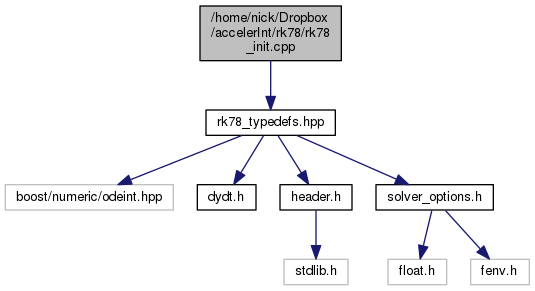 /home/nick/Dropbox
/accelerInt/rk78/rk78
_init.cpp
rk78_typedefs.hpp
boost/numeric/odeint.hpp
dydt.h
header.h
solver_options.h
stdlib.h
float.h
fenv.h